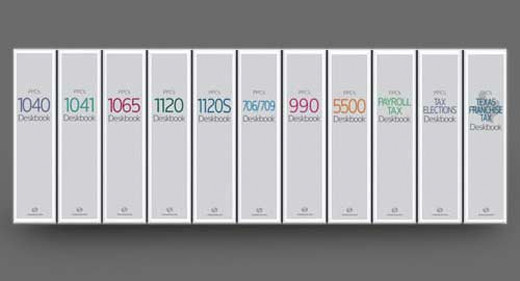 PPC's
1040
Deskbook
PPC's
1041
Deskbook
PPC's
1065
Deskbook
PPC's
1120
Deskbook
PPC's
1120S
Deskbook
PPC's
706/709
Deskbook
PPC's
990
Deskbook
PPC's
5500
Deskbook
PPC's
PAYROLL
TAX
Deskbook
PPC's
TAX
ELECTIONS
Deskbook
PPC's
TEXAS
FRANCHISE
TAX
Deskbook